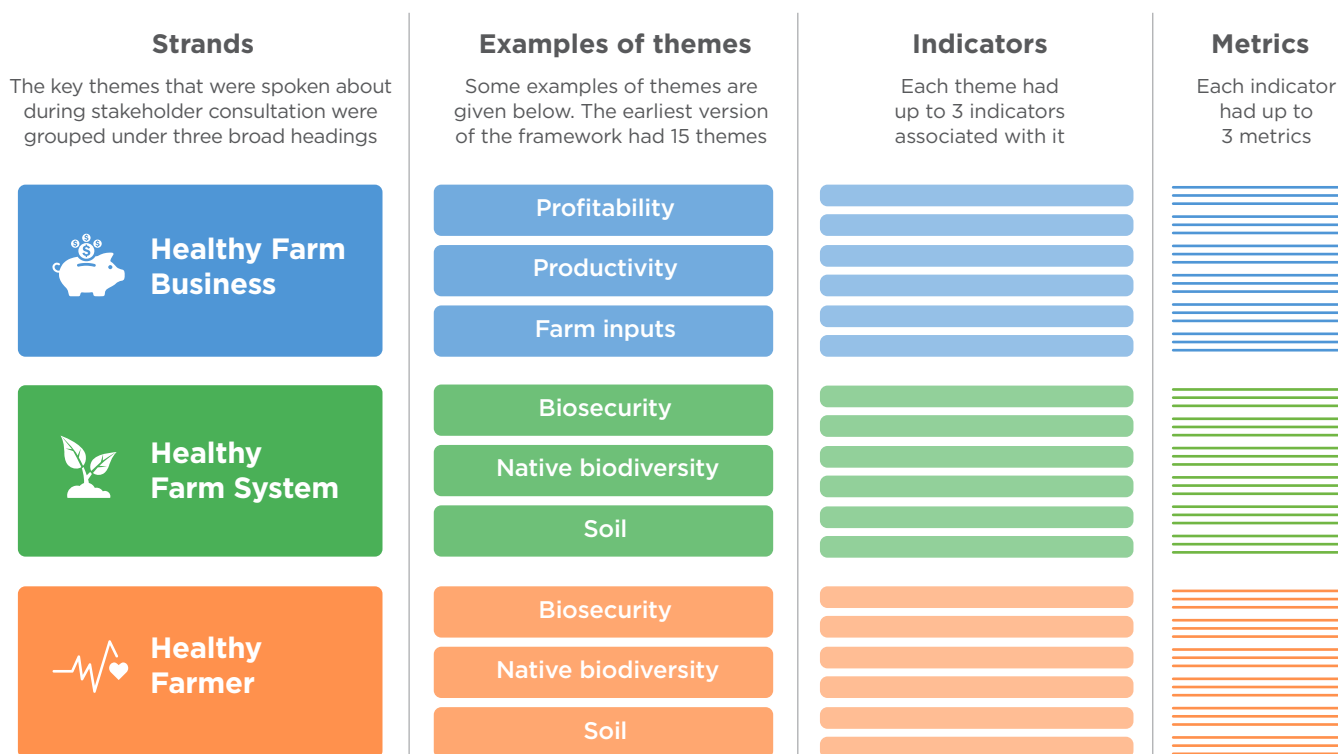 Strands
The key themes that were spoken about
during stakeholder consultation were
grouped under three broad headings
Examples of themes
Some examples of themes are
given below. The earliest version
of the framework had 15 themes
Indicators
Each theme had
up to 3 indicators
associated with it
Metrics
Each indicator
had up to
3 metrics
Healthy Farm
Business
Profitability
Productivity
Farm inputs
Healthy
Farm System
Biosecurity
Native biodiversity
Soil
Healthy
Farmer
Biosecurity
Native biodiversity
Soil